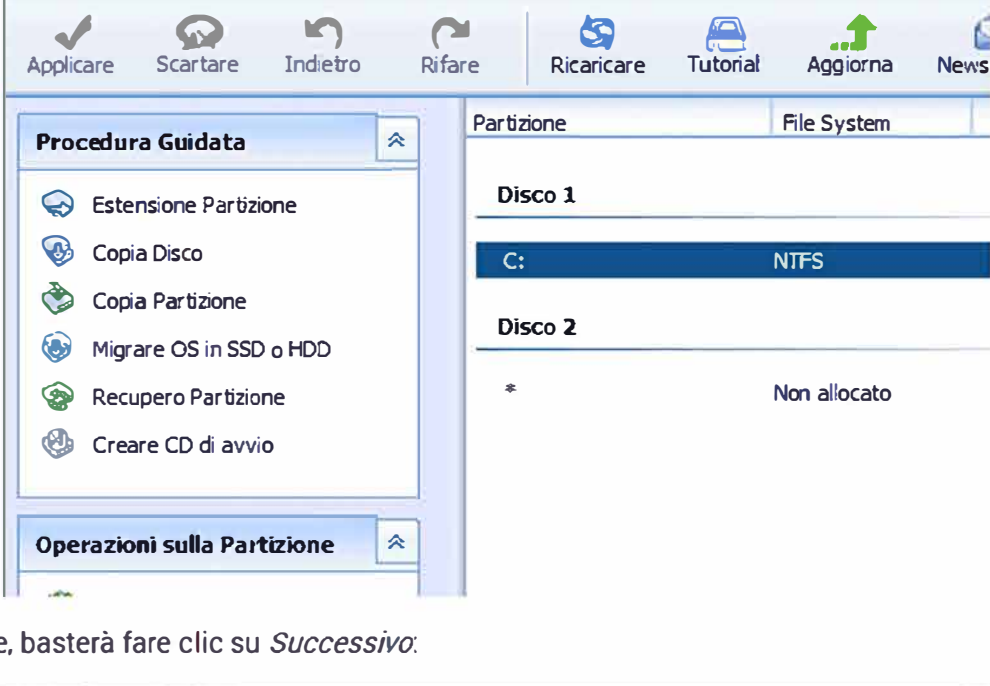 Applicare Scartare Indietro Rifare Ricaricare Tutorial Aggiorna News
Procedura Guidata
Estensione Partizione
Copia Disco
Copia Partizione
Migrare OS in SSD o HDD
Recupero Partizione
Creare CD di avvio
Operazioni sulla Partizione
Partizione File System
Disco 1
C: NTFS
Disco 2
* Non allocato
e, basterà fare clic su Successivo: